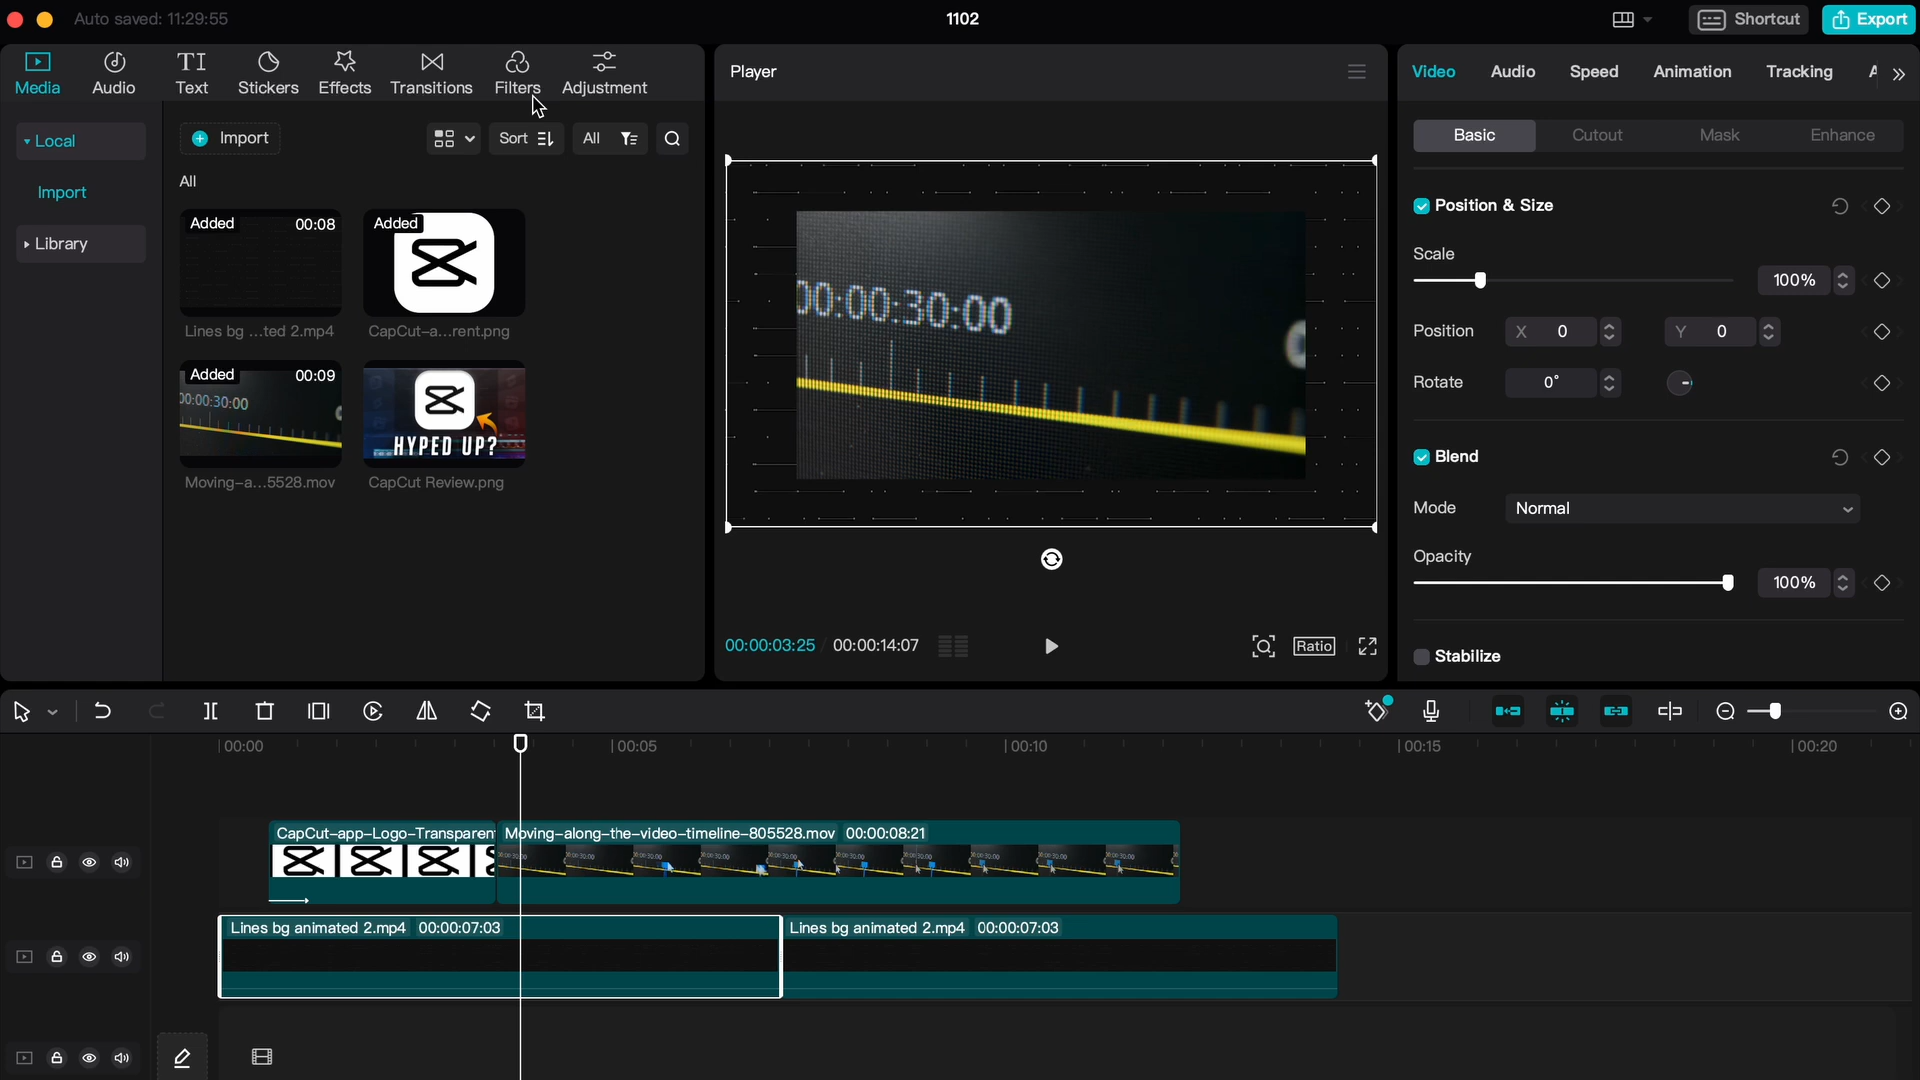 Auto saved: 11:29:55
1102
Shortcut
Export
Media
Audio
Text
Stickers
Effects
Transitions
Filters
Adjustment
Local
Import
Library
Import
Sort
All
All
Added 00:08
Lines bg ...ted 2.mp4
Added
CapCut-a...rent.png
Added 00:09
00:00:30:00
Moving-a...5528.mov
HYPED UP?
CapCut Review.png
Player
00:00:30:00
00:00:03:25 / 00:00:14:07
Ratio
Video
Audio
Speed
Animation
Tracking
Basic
Cutout
Mask
Enhance
Position & Size
Scale
100%
Position X 0 Y 0
Rotate 0°
Blend
Mode Normal
Opacity
100%
Stabilize
00:00
00:05
00:10
00:15
00:20
CapCut-app-Logo-Transparen
Moving-along-the-video-timeline-805528.mov 00:00:08:21
Lines bg animated 2.mp4 00:00:07:03
Lines bg animated 2.mp4 00:00:07:03